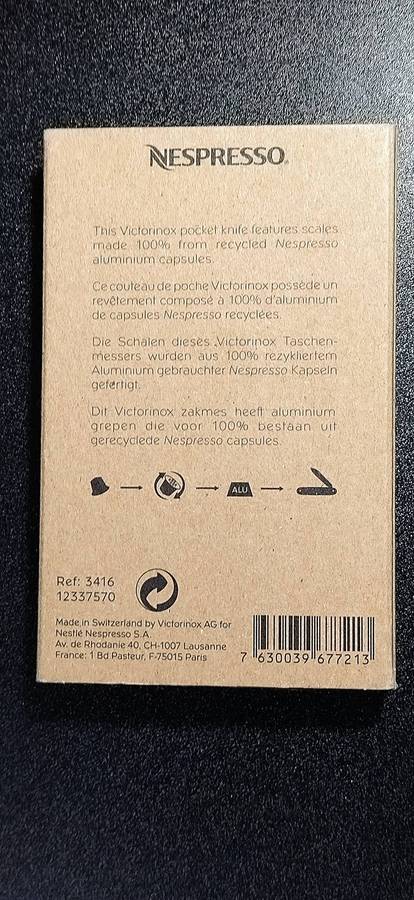 NESPRESSO
This Victorinox pocket knife features scales
made 100% from recycled Nespresso
aluminium capsules.
Ce couteau de poche Victorinox possède un
revêtement composé à 100% d'aluminium
de capsules Nespresso recyclées.
Die Schalen dieses Victorinox Taschen-
messers wurden aus 100% rezykliertem
Aluminium gebrauchter Nespresso Kapseln
gefertigt.
Dit Victorinox zakmes heeft aluminium
grepen die voor 100% bestaan uit
gerecyclede Nespresso capsules.
ALU
Ref: 3416
12337570
Made in Switzerland by Victorinox AG for
Nestlé Nespresso S.A.
Av. de Rhodanie 40, CH-1007 Lausanne
France: 1 Bd Pasteur, F-75015 Paris
7 630039 677213